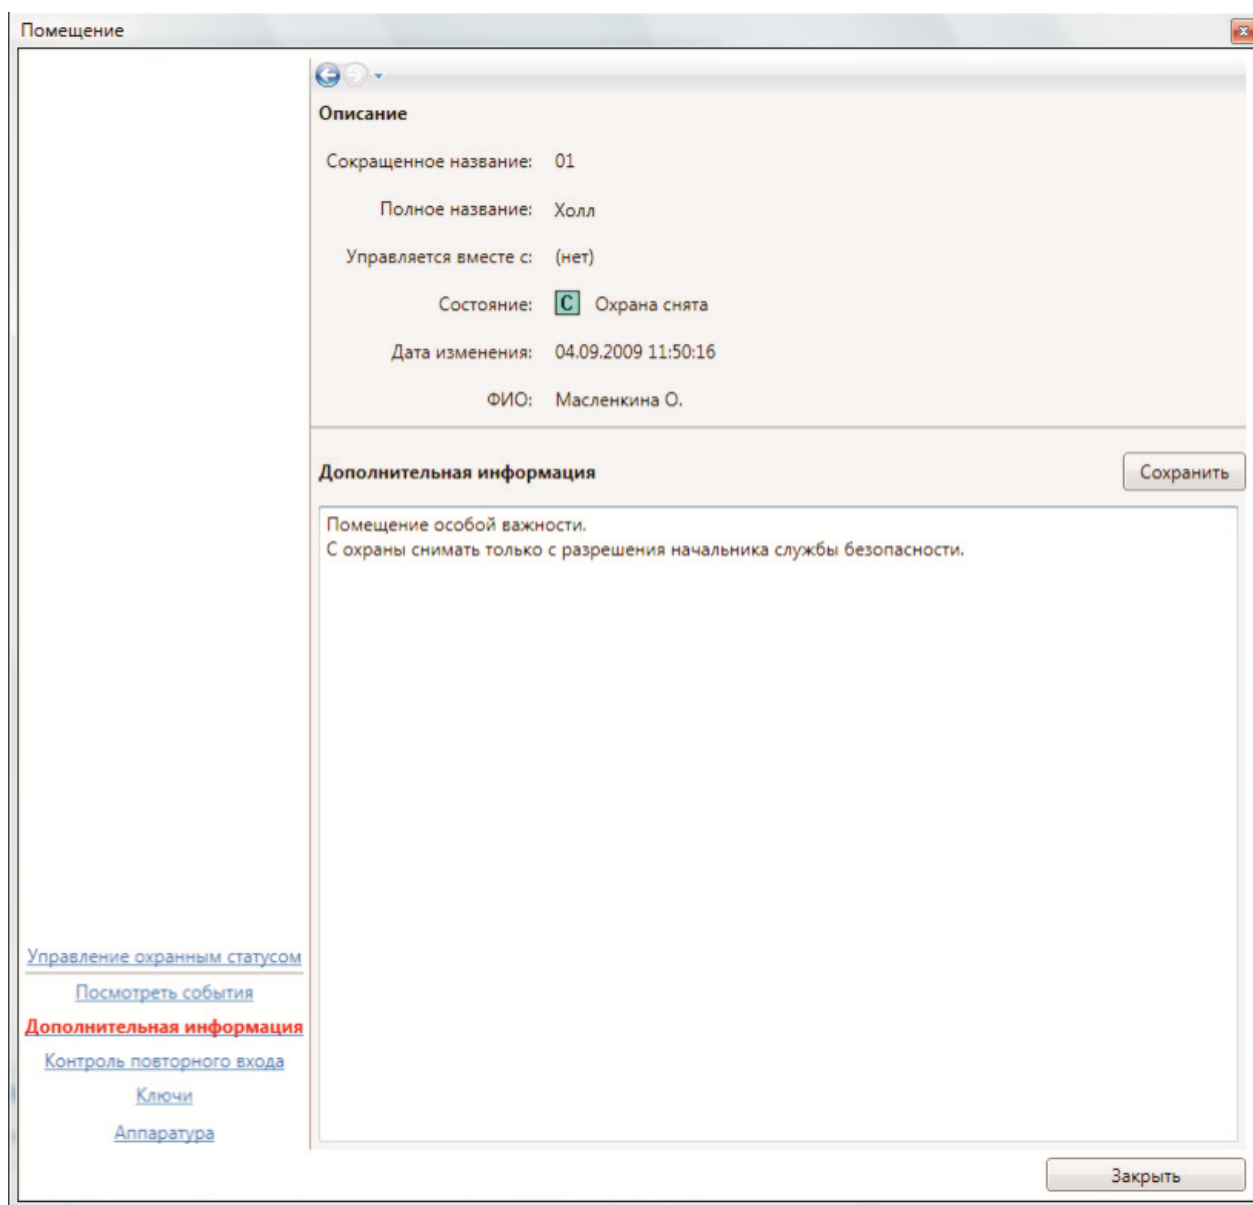 Помещение
Описание
Сокращенное название: 01
Полное название: Холл
Управляется вместе с: (нет)
Состояние: C Охрана снята
Дата изменения: 04.09.2009 11:50:16
ФИО: Масленкина О.
Дополнительная информация
Сохранить
Помещение особой важности.
С охраны снимать только с разрешения начальника службы безопасности.
Управление охранным статусом
Посмотреть события
Дополнительная информация
Контроль повторного входа
Ключи
Аппаратура
Закрыть